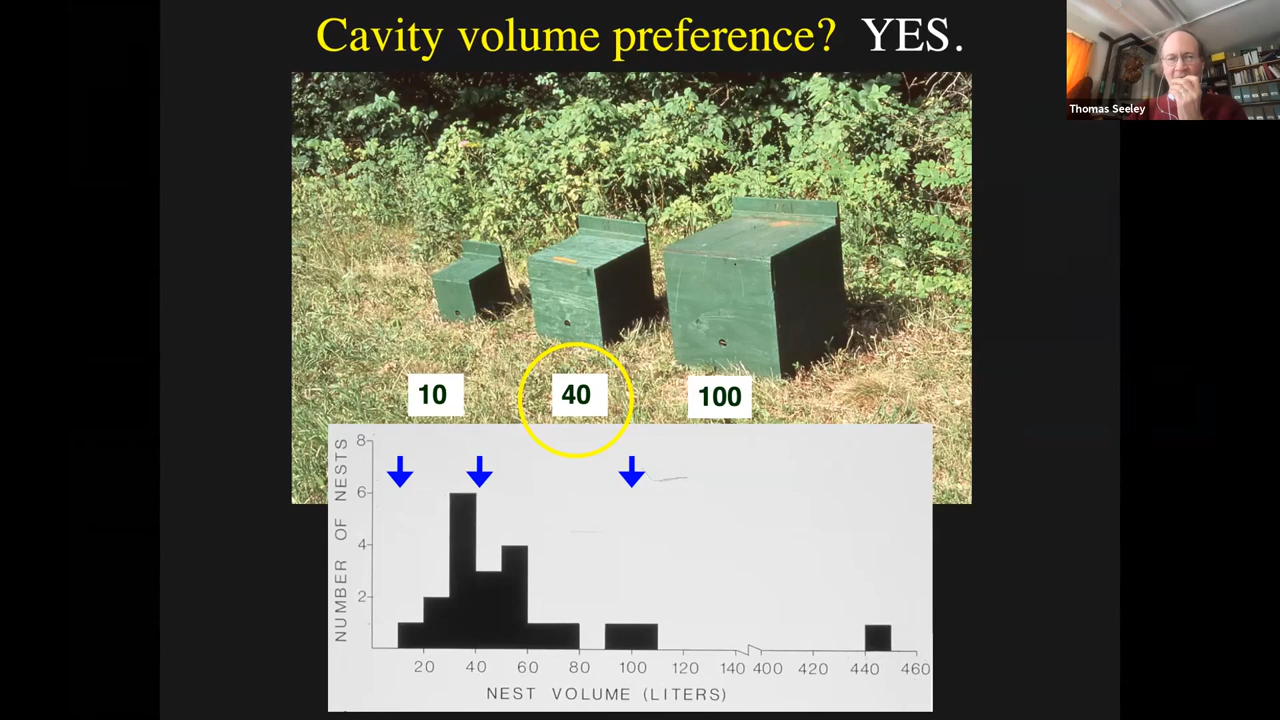 Cavity volume preference? YES.
Thomas Seeley
10 40 100
NUMBER OF NESTS
8
6
4
2
20 40 60 80 100 120 140 400 420 440 460
NEST VOLUME (LITERS)